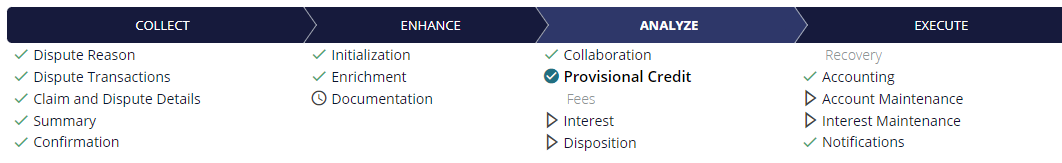 COLLECT
ENHANCE
ANALYZE
EXECUTE
Dispute Reason
Dispute Transactions
Claim and Dispute Details
Summary
Confirmation
Initialization
Enrichment
Documentation
Collaboration
Provisional Credit
Fees
Interest
Disposition
Recovery
Accounting
Account Maintenance
Interest Maintenance
Notifications